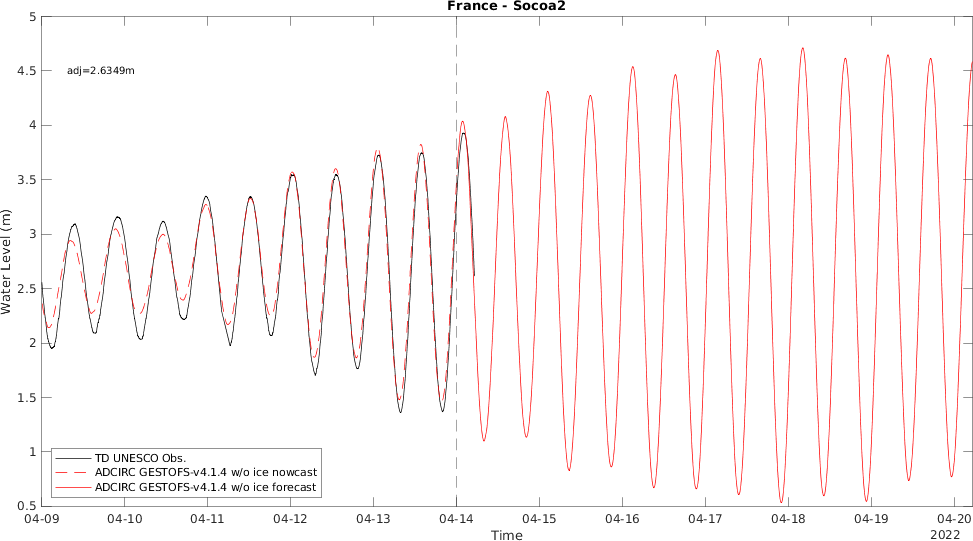 France - Socoa2
adj=2.6349m
Water Level (m)
5
4.5
4
3.5
3
2.5
2
1.5
1
0.5
TD UNESCO Obs.
ADCIRC GESTOFS-v4.1.4 w/o ice nowcast
ADCIRC GESTOFS-v4.1.4 w/o ice forecast
04-09 04-10 04-11 04-12 04-13 04-14 04-15 04-16 04-17 04-18 04-19 04-20
Time
2022